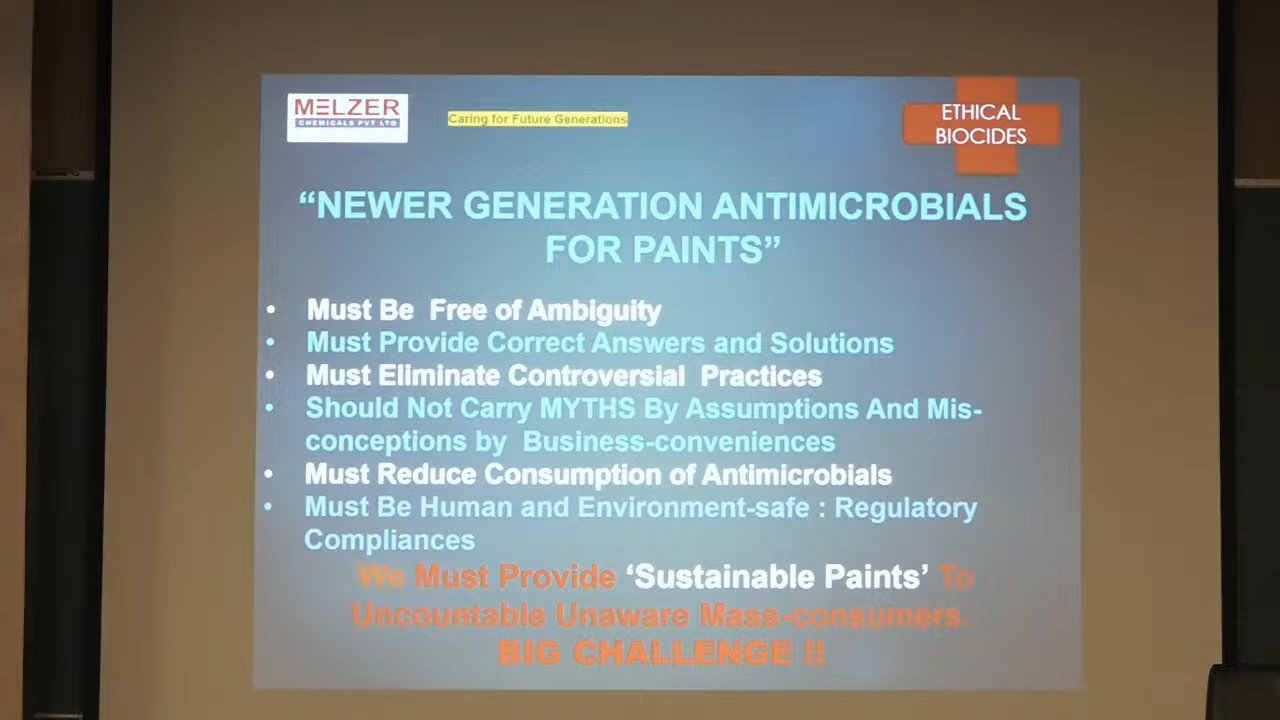 MELZER
CHEMICALS PVT LTD
Caring for Future Generations
ETHICAL
BIOCIDES
“NEWER GENERATION ANTIMICROBIALS
FOR PAINTS”
• Must Be Free of Ambiguity
• Must Provide Correct Answers and Solutions
• Must Eliminate Controversial Practices
• Should Not Carry MYTHS By Assumptions And Mis-
conceptions by Business-conveniences
• Must Reduce Consumption of Antimicrobials
• Must Be Human and Environment-safe : Regulatory
Compliances
We Must Provide ‘Sustainable Paints’ To
Uncountable Unaware Mass-consumers.
BIG CHALLENGE !!